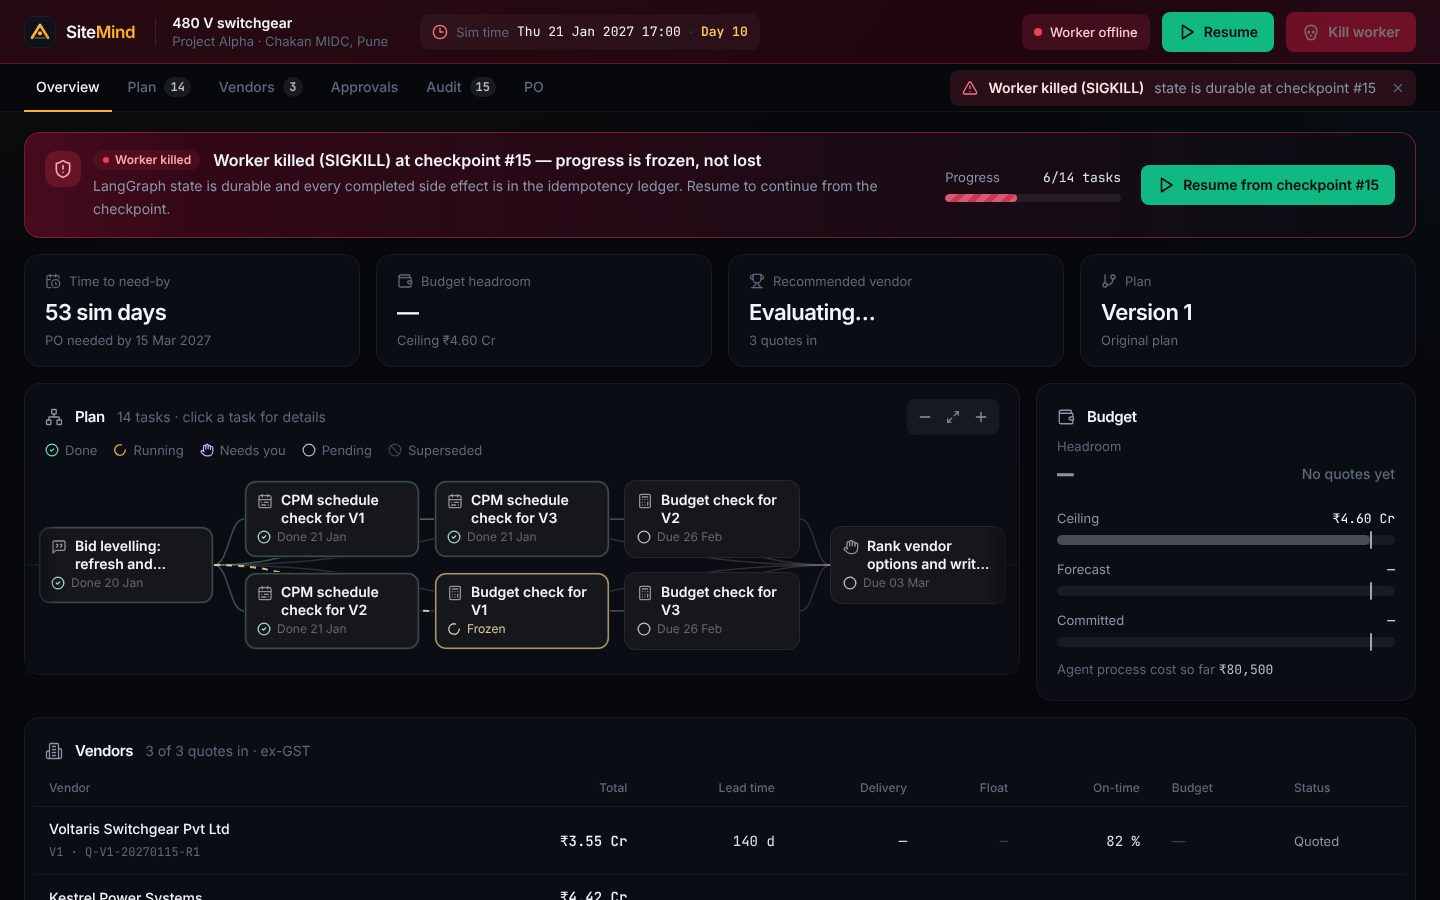 SiteMind
480 V switchgear
Project Alpha · Chakan MIDC, Pune
Sim time Thu 21 Jan 2027 17:00 · Day 10
Worker offline
Resume
Kill worker
Overview
Plan 14
Vendors 3
Approvals
Audit 15
PO
Worker killed (SIGKILL) state is durable at checkpoint #15
Worker killed
Worker killed (SIGKILL) at checkpoint #15 — progress is frozen, not lost
LangGraph state is durable and every completed side effect is in the idempotency ledger. Resume to continue from the
checkpoint.
Progress 6/14 tasks
Resume from checkpoint #15
Time to need-by
53 sim days
PO needed by 15 Mar 2027
Budget headroom
—
Ceiling ₹4.60 Cr
Recommended vendor
Evaluating…
3 quotes in
Plan
Version 1
Original plan
Plan 14 tasks · click a task for details
Done
Running
Needs you
Pending
Superseded
Bid levelling:
refresh and…
Done 20 Jan
CPM schedule
check for V1
Done 21 Jan
CPM schedule
check for V2
Done 21 Jan
CPM schedule
check for V3
Done 21 Jan
Budget check for
V1
Frozen
Budget check for
V2
Due 26 Feb
Budget check for
V3
Due 26 Feb
Rank vendor
options and writ…
Due 03 Mar
Budget
Headroom
— No quotes yet
Ceiling ₹4.60 Cr
Forecast –
Committed –
Agent process cost so far ₹80,500
Vendors 3 of 3 quotes in · ex-GST
Vendor Total Lead time Delivery Float On-time Budget Status
Voltaris Switchgear Pvt Ltd
V1 · Q-V1-20270115-R1
₹3.55 Cr 140 d – — 82 % — Quoted
Kestrel Power Systems
₹4.42 Cr